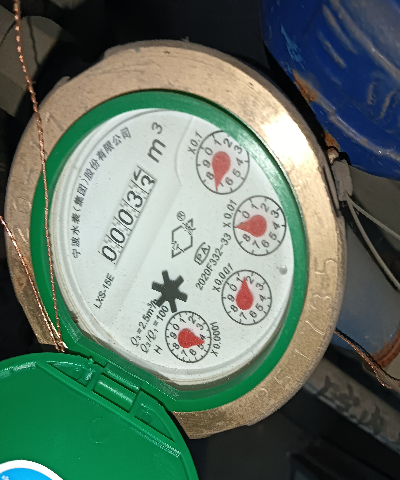 宁波水表(集团)股份有限公司
m³
00033
LXS-15E
®
2020F332-33
Q₃=2.5m³/h
Q₃/Q₁=100
H
X0.1
X0.01
X0.001
X0.0001